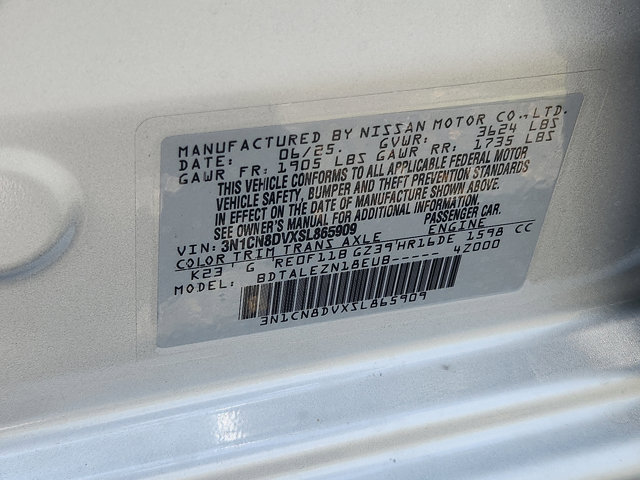 MANUFACTURED BY NISSAN MOTOR CO., LTD.
DATE: 06/25. GVWR: 3624 LBS
GAWR FR: 1905 LBS GAWR RR: 1735 LBS
THIS VEHICLE CONFORMS TO ALL APPLICABLE FEDERAL MOTOR
VEHICLE SAFETY, BUMPER AND THEFT PREVENTION STANDARDS
IN EFFECT ON THE DATE OF MANUFACTURE SHOWN ABOVE.
SEE OWNER'S MANUAL FOR ADDITIONAL INFORMATION.
VIN: 3N1CN8DVXSL865909 PASSENGER CAR.
COLOR TRIM TRANS AXLE ENGINE
K23 G RE0F11B GZ39 HR16DE 1598 CC
MODEL: BDTALEZN18EUB----- 4Z000
3N1CN8DVXSL865909